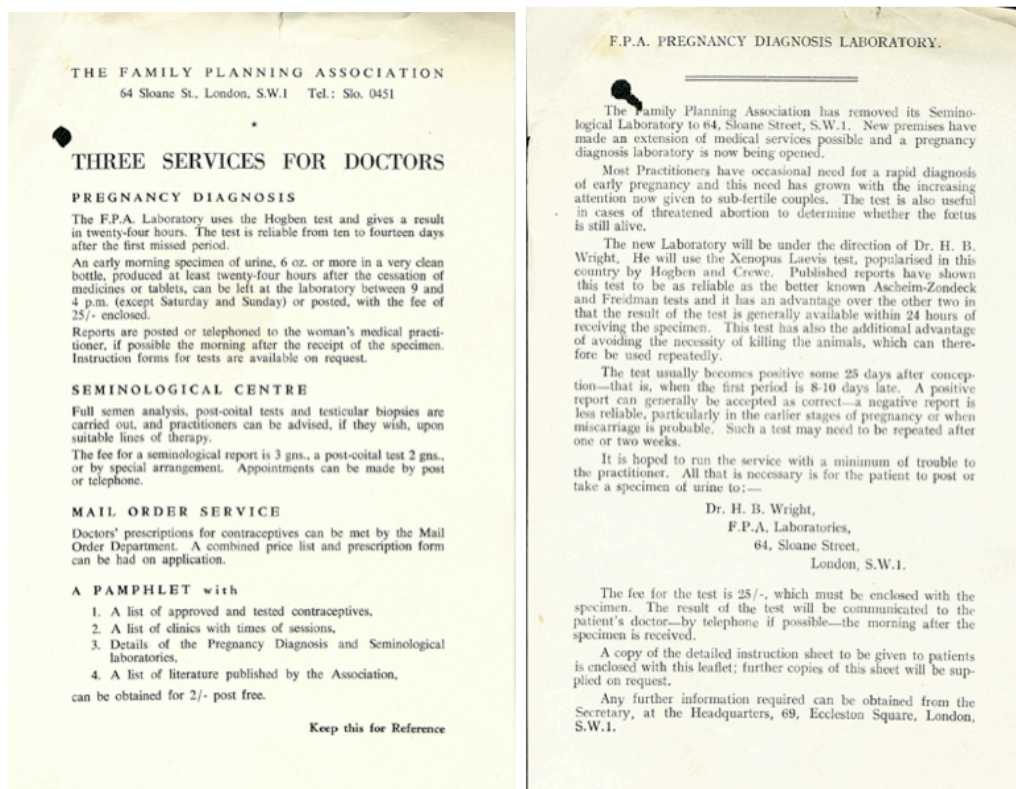 THE FAMILY PLANNING ASSOCIATION
64 Sloane St., London, S.W.1 Tel.: Slo. 0451
*
THREE SERVICES FOR DOCTORS
PREGNANCY DIAGNOSIS
The F.P.A. Laboratory uses the Hogben test and gives a result
in twenty-four hours. The test is reliable from ten to fourteen days
after the first missed period.
An early morning specimen of urine, 6 oz. or more in a very clean
bottle, produced at least twenty-four hours after the cessation of
medicines or tablets, can be left at the laboratory between 9 and
4 p.m. (except Saturday and Sunday) or posted, with the fee of
25/- enclosed.
Reports are posted or telephoned to the woman's medical practi-
tioner, if possible the morning after the receipt of the specimen.
Instruction forms for tests are available on request.
SEMINOLOGICAL CENTRE
Full semen analysis, post-coital tests and testicular biopsies are
carried out, and practitioners can be advised, if they wish, upon
suitable lines of therapy.
The fee for a seminological report is 3 gns., a post-coital test 2 gns.,
or by special arrangement. Appointments can be made by post
or telephone.
MAIL ORDER SERVICE
Doctors' prescriptions for contraceptives can be met by the Mail
Order Department. A combined price list and prescription form
can be had on application.
A PAMPHLET with
1. A list of approved and tested contraceptives,
2. A list of clinics with times of sessions,
3. Details of the Pregnancy Diagnosis and Seminological
laboratories,
4. A list of literature published by the Association,
can be obtained for 2/- post free.
Keep this for Reference
F.P.A. PREGNANCY DIAGNOSIS LABORATORY.
The Family Planning Association has removed its Semino-
logical Laboratory to 64, Sloane Street, S.W.1. New premises have
made an extension of medical services possible and a pregnancy
diagnosis laboratory is now being opened.
Most Practitioners have occasional need for a rapid diagnosis
of early pregnancy and this need has grown with the increasing
attention now given to sub-fertile couples. The test is also useful
in cases of threatened abortion to determine whether the fœtus
is still alive.
The new Laboratory will be under the direction of Dr. H. B.
Wright. He will use the Xenopus Laevis test, popularised in this
country by Hogben and Crewe. Published reports have shown
this test to be as reliable as the better known Ascheim-Zondeck
and Freidman tests and it has an advantage over the other two in
that the result of the test is generally available within 24 hours of
receiving the specimen. This test has also the additional advantage
of avoiding the necessity of killing the animals, which can there-
fore be used repeatedly.
The test usually becomes positive some 25 days after concep-
tion—that is, when the first period is 8-10 days late. A positive
report can generally be accepted as correct—a negative report is
less reliable, particularly in the earlier stages of pregnancy or when
miscarriage is probable. Such a test may need to be repeated after
one or two weeks.
It is hoped to run the service with a minimum of trouble to
the practitioner. All that is necessary is for the patient to post or
take a specimen of urine to:—
Dr. H. B. Wright,
F.P.A. Laboratories,
64, Sloane Street,
London, S.W.1.
The fee for the test is 25/-, which must be enclosed with the
specimen. The result of the test will be communicated to the
patient's doctor—by telephone if possible—the morning after the
specimen is received.
A copy of the detailed instruction sheet to be given to patients
is enclosed with this leaflet; further copies of this sheet will be sup-
plied on request.
Any further information required can be obtained from the
Secretary, at the Headquarters, 69, Eccleston Square, London,
S.W.1.